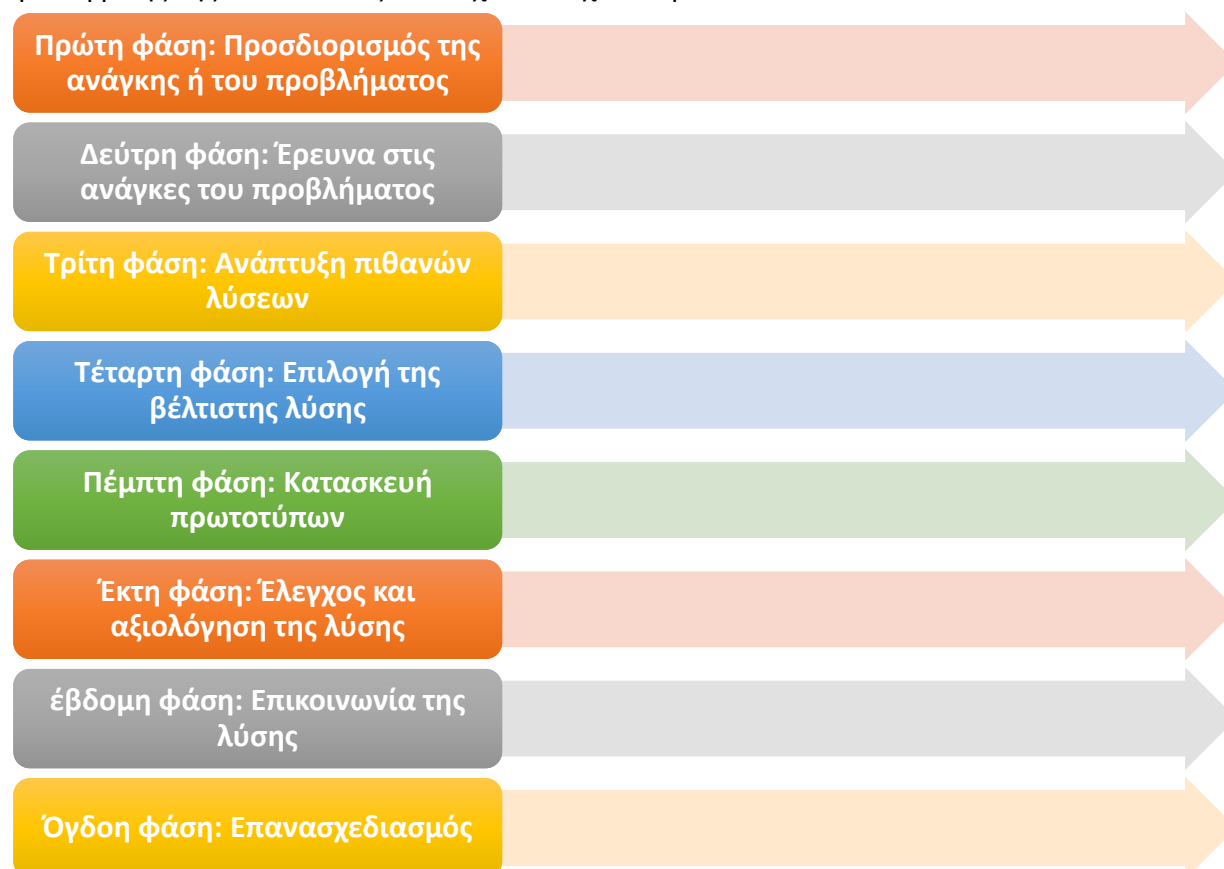 Πρώτη φάση: Προσδιορισμός της
ανάγκης ή του προβλήματος
Δεύτρη φάση: Έρευνα στις
ανάγκες του προβλήματος
Τρίτη φάση: Ανάπτυξη πιθανών
λύσεων
Τέταρτη φάση: Επιλογή της
βέλτιστης λύσης
Πέμπτη φάση: Κατασκευή
πρωτοτύπων
Έκτη φάση: Έλεγχος και
αξιολόγηση της λύσης
έβδομη φάση: Επικοινωνία της
λύσης
Όγδοη φάση: Επανασχεδιασμός